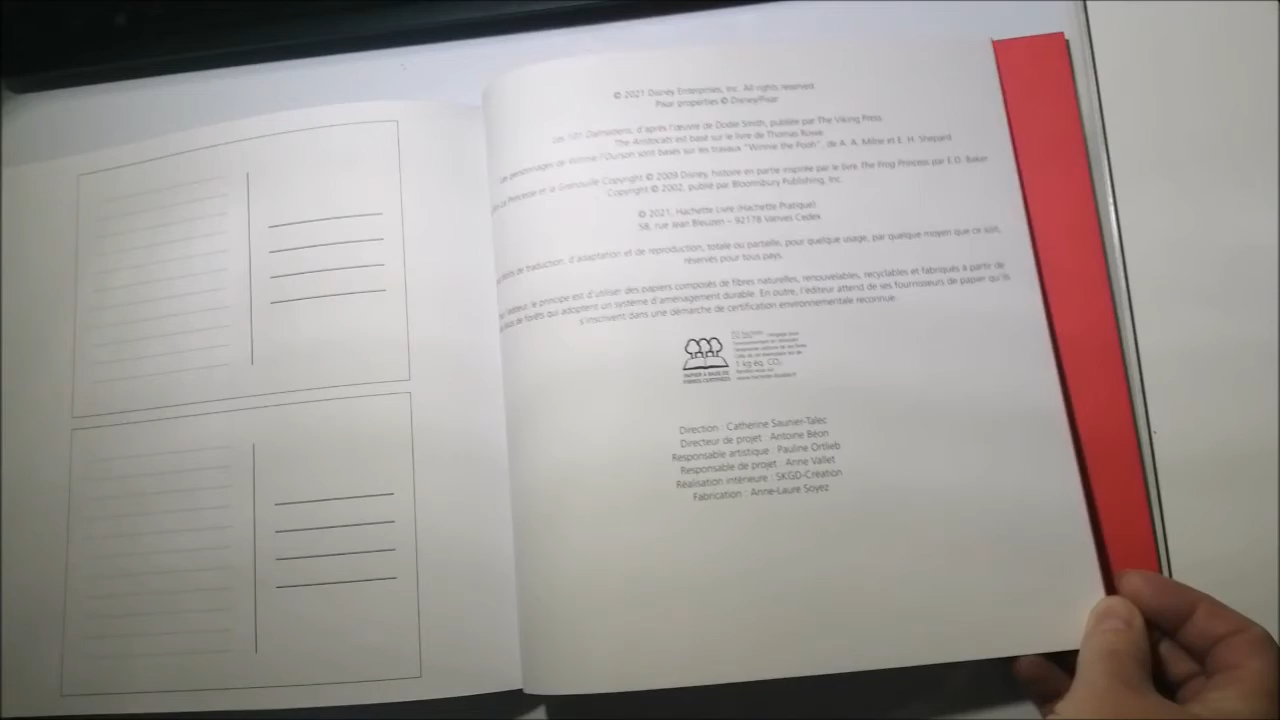 © 2021 Disney Enterprises, Inc. All rights reserved
Pixar properties © Disney/Pixar
Les 101 Dalmatiens, d'après l'œuvre de Dodie Smith, publiée par The Viking Press
The Aristocats est basé sur le livre de Thomas Rowe
Les personnages de Winnie l'Ourson sont basés sur les travaux "Winnie the Pooh", de A. A. Milne et E. H. Shepard
La Princesse et la Grenouille Copyright © 2009 Disney, histoire en partie inspirée par le livre The Frog Princess par E.D. Baker
Copyright © 2002, publié par Bloomsbury Publishing, Inc.
© 2021, Hachette Livre (Hachette Pratique)
58, rue Jean Bleuzen – 92178 Vanves Cedex
de traduction, d'adaptation et de reproduction, totale ou partielle, pour quelque usage, par quelque moyen que ce soit,
réservés pour tous pays.
l'éditeur, le principe est d'utiliser des papiers composés de fibres naturelles, renouvelables, recyclables et fabriqués à partir de
bois de forêts qui adoptent un système d'aménagement durable. En outre, l'éditeur attend de ses fournisseurs de papier qu'ils
s'inscrivent dans une démarche de certification environnementale reconnue.
PAPIER À BASE DE
FIBRES CERTIFIÉES
1 kg éq. CO₂
Direction : Catherine Saunier-Talec
Directeur de projet : Antoine Béon
Responsable artistique : Pauline Ortlieb
Responsable de projet : Anne Vallet
Réalisation intérieure : SKGD-Création
Fabrication : Anne-Laure Soyez